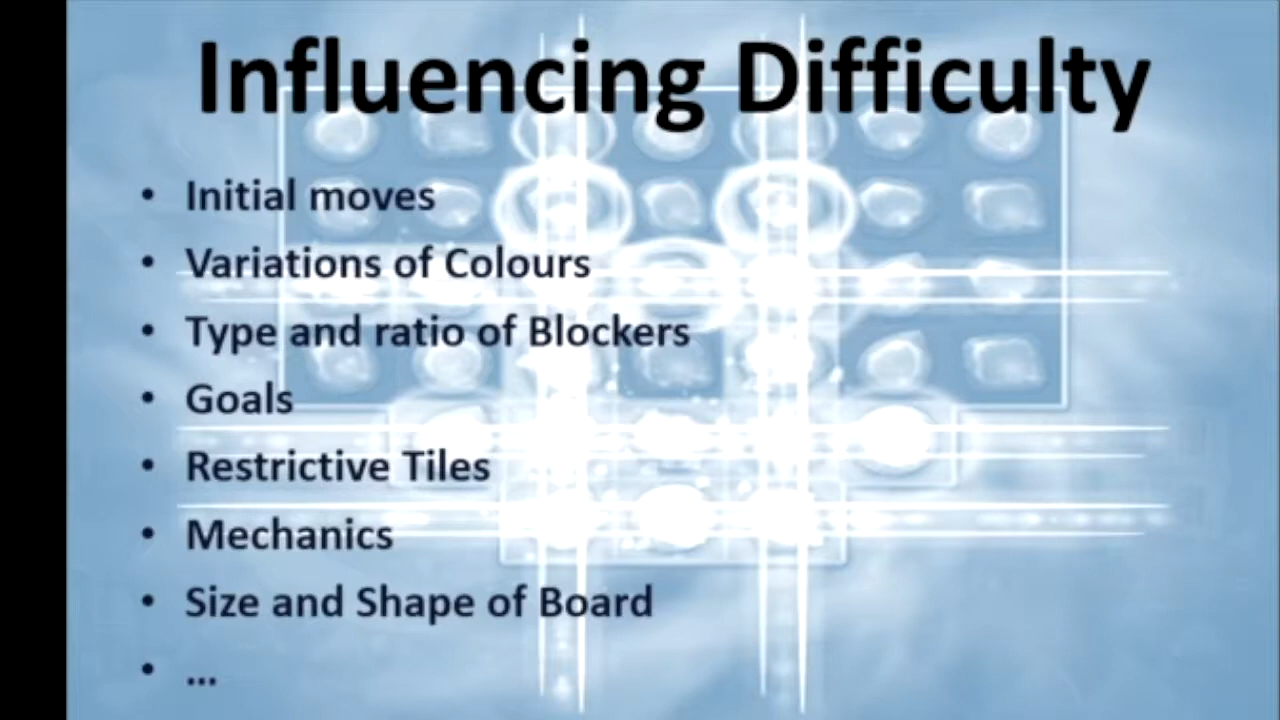 Influencing Difficulty
• Initial moves
• Variations of Colours
• Type and ratio of Blockers
• Goals
• Restrictive Tiles
• Mechanics
• Size and Shape of Board
• ...